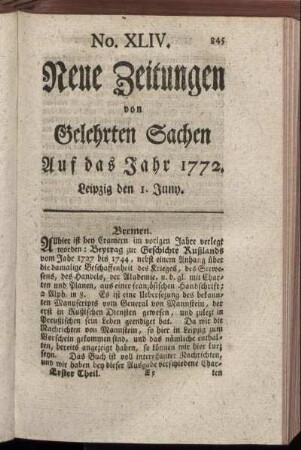 No. XLIV.
345
Neue Zeitungen
von
Gelehrten Sachen
Auf das Jahr 1772.
Leipzig den 1. Juny.
Bremen.
Allhier ist bey Cramern im vorigen Jahre verlegt
worden: Beytrag zur Geschichte Rußlands
vom Jahr 1727 bis 1744, nebst einem Anhang über
die damalige Beschaffenheit des Krieges, des Seewe-
sens, des Handels, der Akademie, u. d. gl. mit Char-
ten und Planen, aus einer französischen Handschrift:
2 Alph. in 8. Es ist eine Uebersetzung des bekann-
ten Manuscripts vom General von Mannstein, der
erst in Rußischen Diensten gewesen, und zuletzt in
Preußischen sein Leben geendiget hat. Da wir die
Nachrichten von Mannstein, so hier in Leipzig zum
Vorschein gekommen sind, und das nämliche enthal-
ten, bereits angezeigt haben, so können wir hier kurz
seyn. Das Buch ist voll interessanter Nachrichten,
und wir haben bey dieser Ausgabe verschiedene Char-
Erster Theil. ten